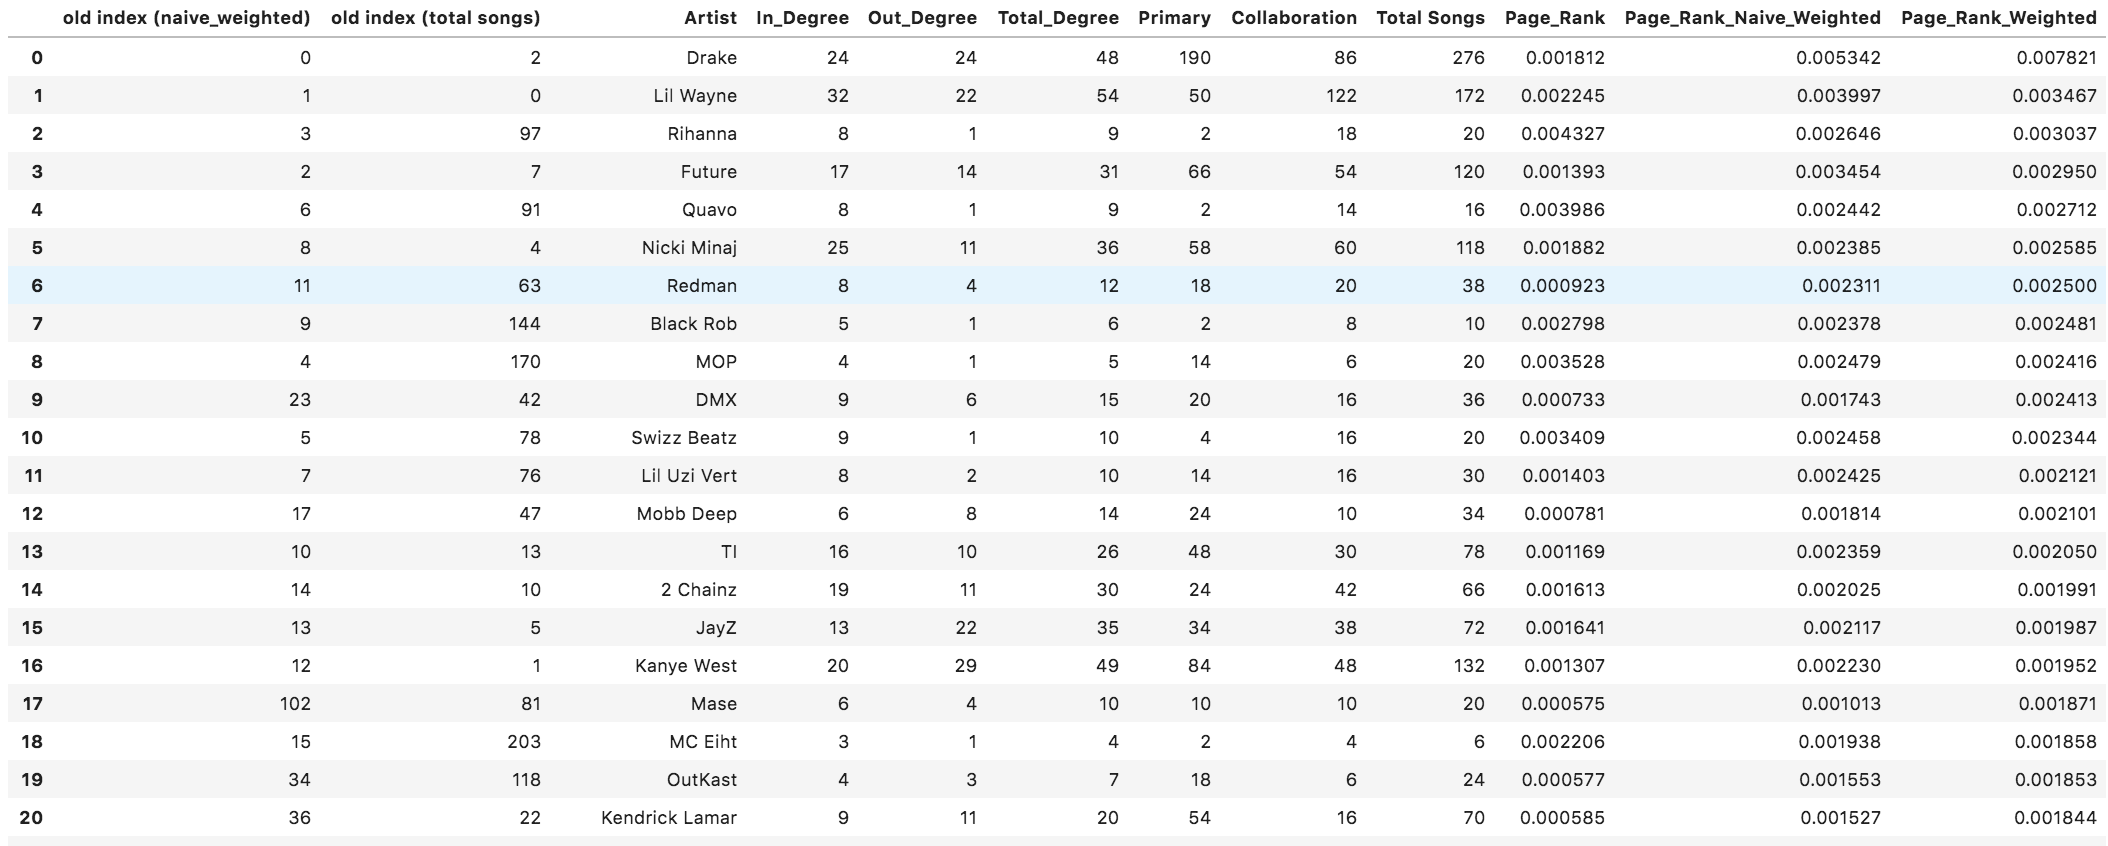 old index (naive_weighted) old index (total songs) Artist In_Degree Out_Degree Total_Degree Primary Collaboration Total Songs Page_Rank Page_Rank_Naive_Weighted Page_Rank_Weighted
0 0 2 Drake 24 24 48 190 86 276 0.001812 0.005342 0.007821
1 1 0 Lil Wayne 32 22 54 50 122 172 0.002245 0.003997 0.003467
2 3 97 Rihanna 8 1 9 2 18 20 0.004327 0.002646 0.003037
3 2 7 Future 17 14 31 66 54 120 0.001393 0.003454 0.002950
4 6 91 Quavo 8 1 9 2 14 16 0.003986 0.002442 0.002712
5 8 4 Nicki Minaj 25 11 36 58 60 118 0.001882 0.002385 0.002585
6 11 63 Redman 8 4 12 18 20 38 0.000923 0.002311 0.002500
7 9 144 Black Rob 5 1 6 2 8 10 0.002798 0.002378 0.002481
8 4 170 MOP 4 1 5 14 6 20 0.003528 0.002479 0.002416
9 23 42 DMX 9 6 15 20 16 36 0.000733 0.001743 0.002413
10 5 78 Swizz Beatz 9 1 10 4 16 20 0.003409 0.002458 0.002344
11 7 76 Lil Uzi Vert 8 2 10 14 16 30 0.001403 0.002425 0.002121
12 17 47 Mobb Deep 6 8 14 24 10 34 0.000781 0.001814 0.002101
13 10 13 TI 16 10 26 48 30 78 0.001169 0.002359 0.002050
14 14 10 2 Chainz 19 11 30 24 42 66 0.001613 0.002025 0.001991
15 13 5 JayZ 13 22 35 34 38 72 0.001641 0.002117 0.001987
16 12 1 Kanye West 20 29 49 84 48 132 0.001307 0.002230 0.001952
17 102 81 Mase 6 4 10 10 10 20 0.000575 0.001013 0.001871
18 15 203 MC Eiht 3 1 4 2 4 6 0.002206 0.001938 0.001858
19 34 118 OutKast 4 3 7 18 6 24 0.000577 0.001553 0.001853
20 36 22 Kendrick Lamar 9 11 20 54 16 70 0.000585 0.001527 0.001844